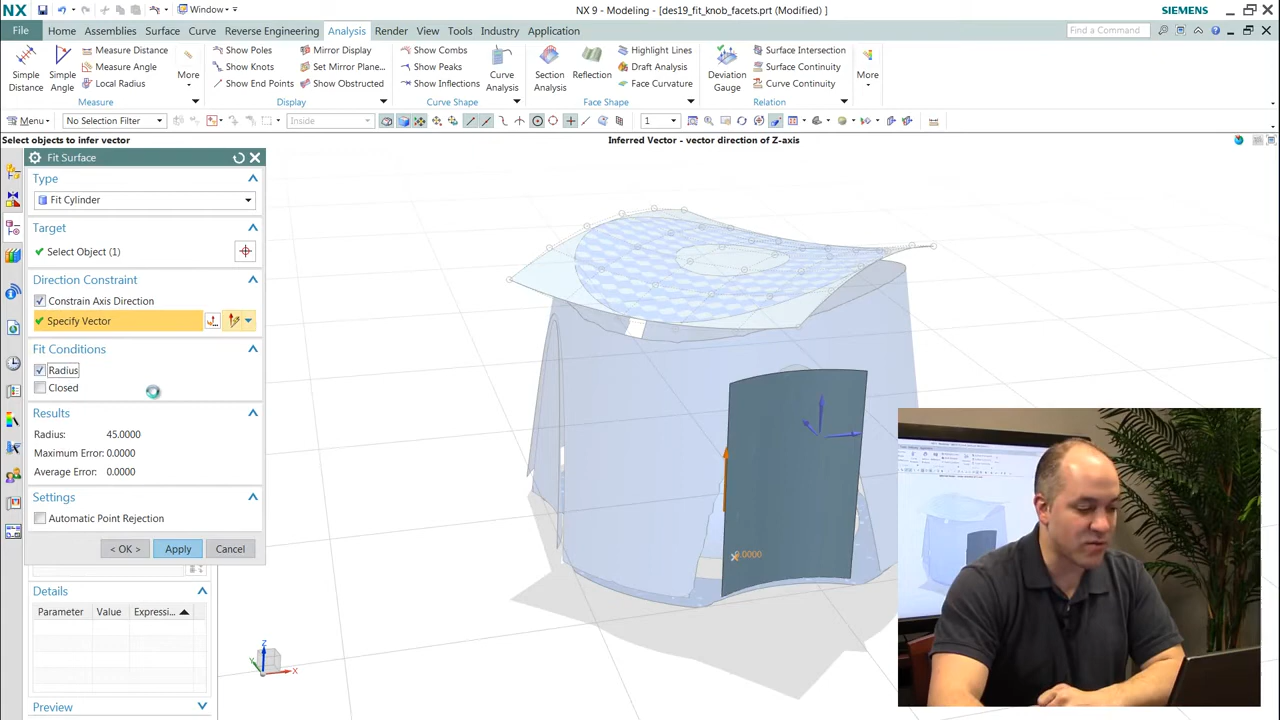 NX
Window
NX 9 - Modeling - [des19_fit_knob_facets.prt (Modified) ]
SIEMENS
File Home Assemblies Surface Curve Reverse Engineering Analysis Render View Tools Industry Application
Find a Command
Simple Distance
Simple Angle
Measure Distance
Measure Angle
Local Radius
More
Measure
Show Poles
Show Knots
Show End Points
Mirror Display
Set Mirror Plane...
Show Obstructed
Display
Show Combs
Show Peaks
Show Inflections
Curve Analysis
Curve Shape
Section Analysis
Reflection
Highlight Lines
Draft Analysis
Face Curvature
Face Shape
Deviation Gauge
Surface Intersection
Surface Continuity
Curve Continuity
Relation
More
Menu
No Selection Filter
Inside
1
Select objects to infer vector
Inferred Vector - vector direction of Z-axis
Fit Surface
Type
Fit Cylinder
Target
Select Object (1)
Direction Constraint
Constrain Axis Direction
Specify Vector
Fit Conditions
Radius
Closed
Results
Radius: 45.0000
Maximum Error: 0.0000
Average Error: 0.0000
Settings
Automatic Point Rejection
< OK > Apply Cancel
Details
Parameter Value Expressi...
Preview
Z
Y
X